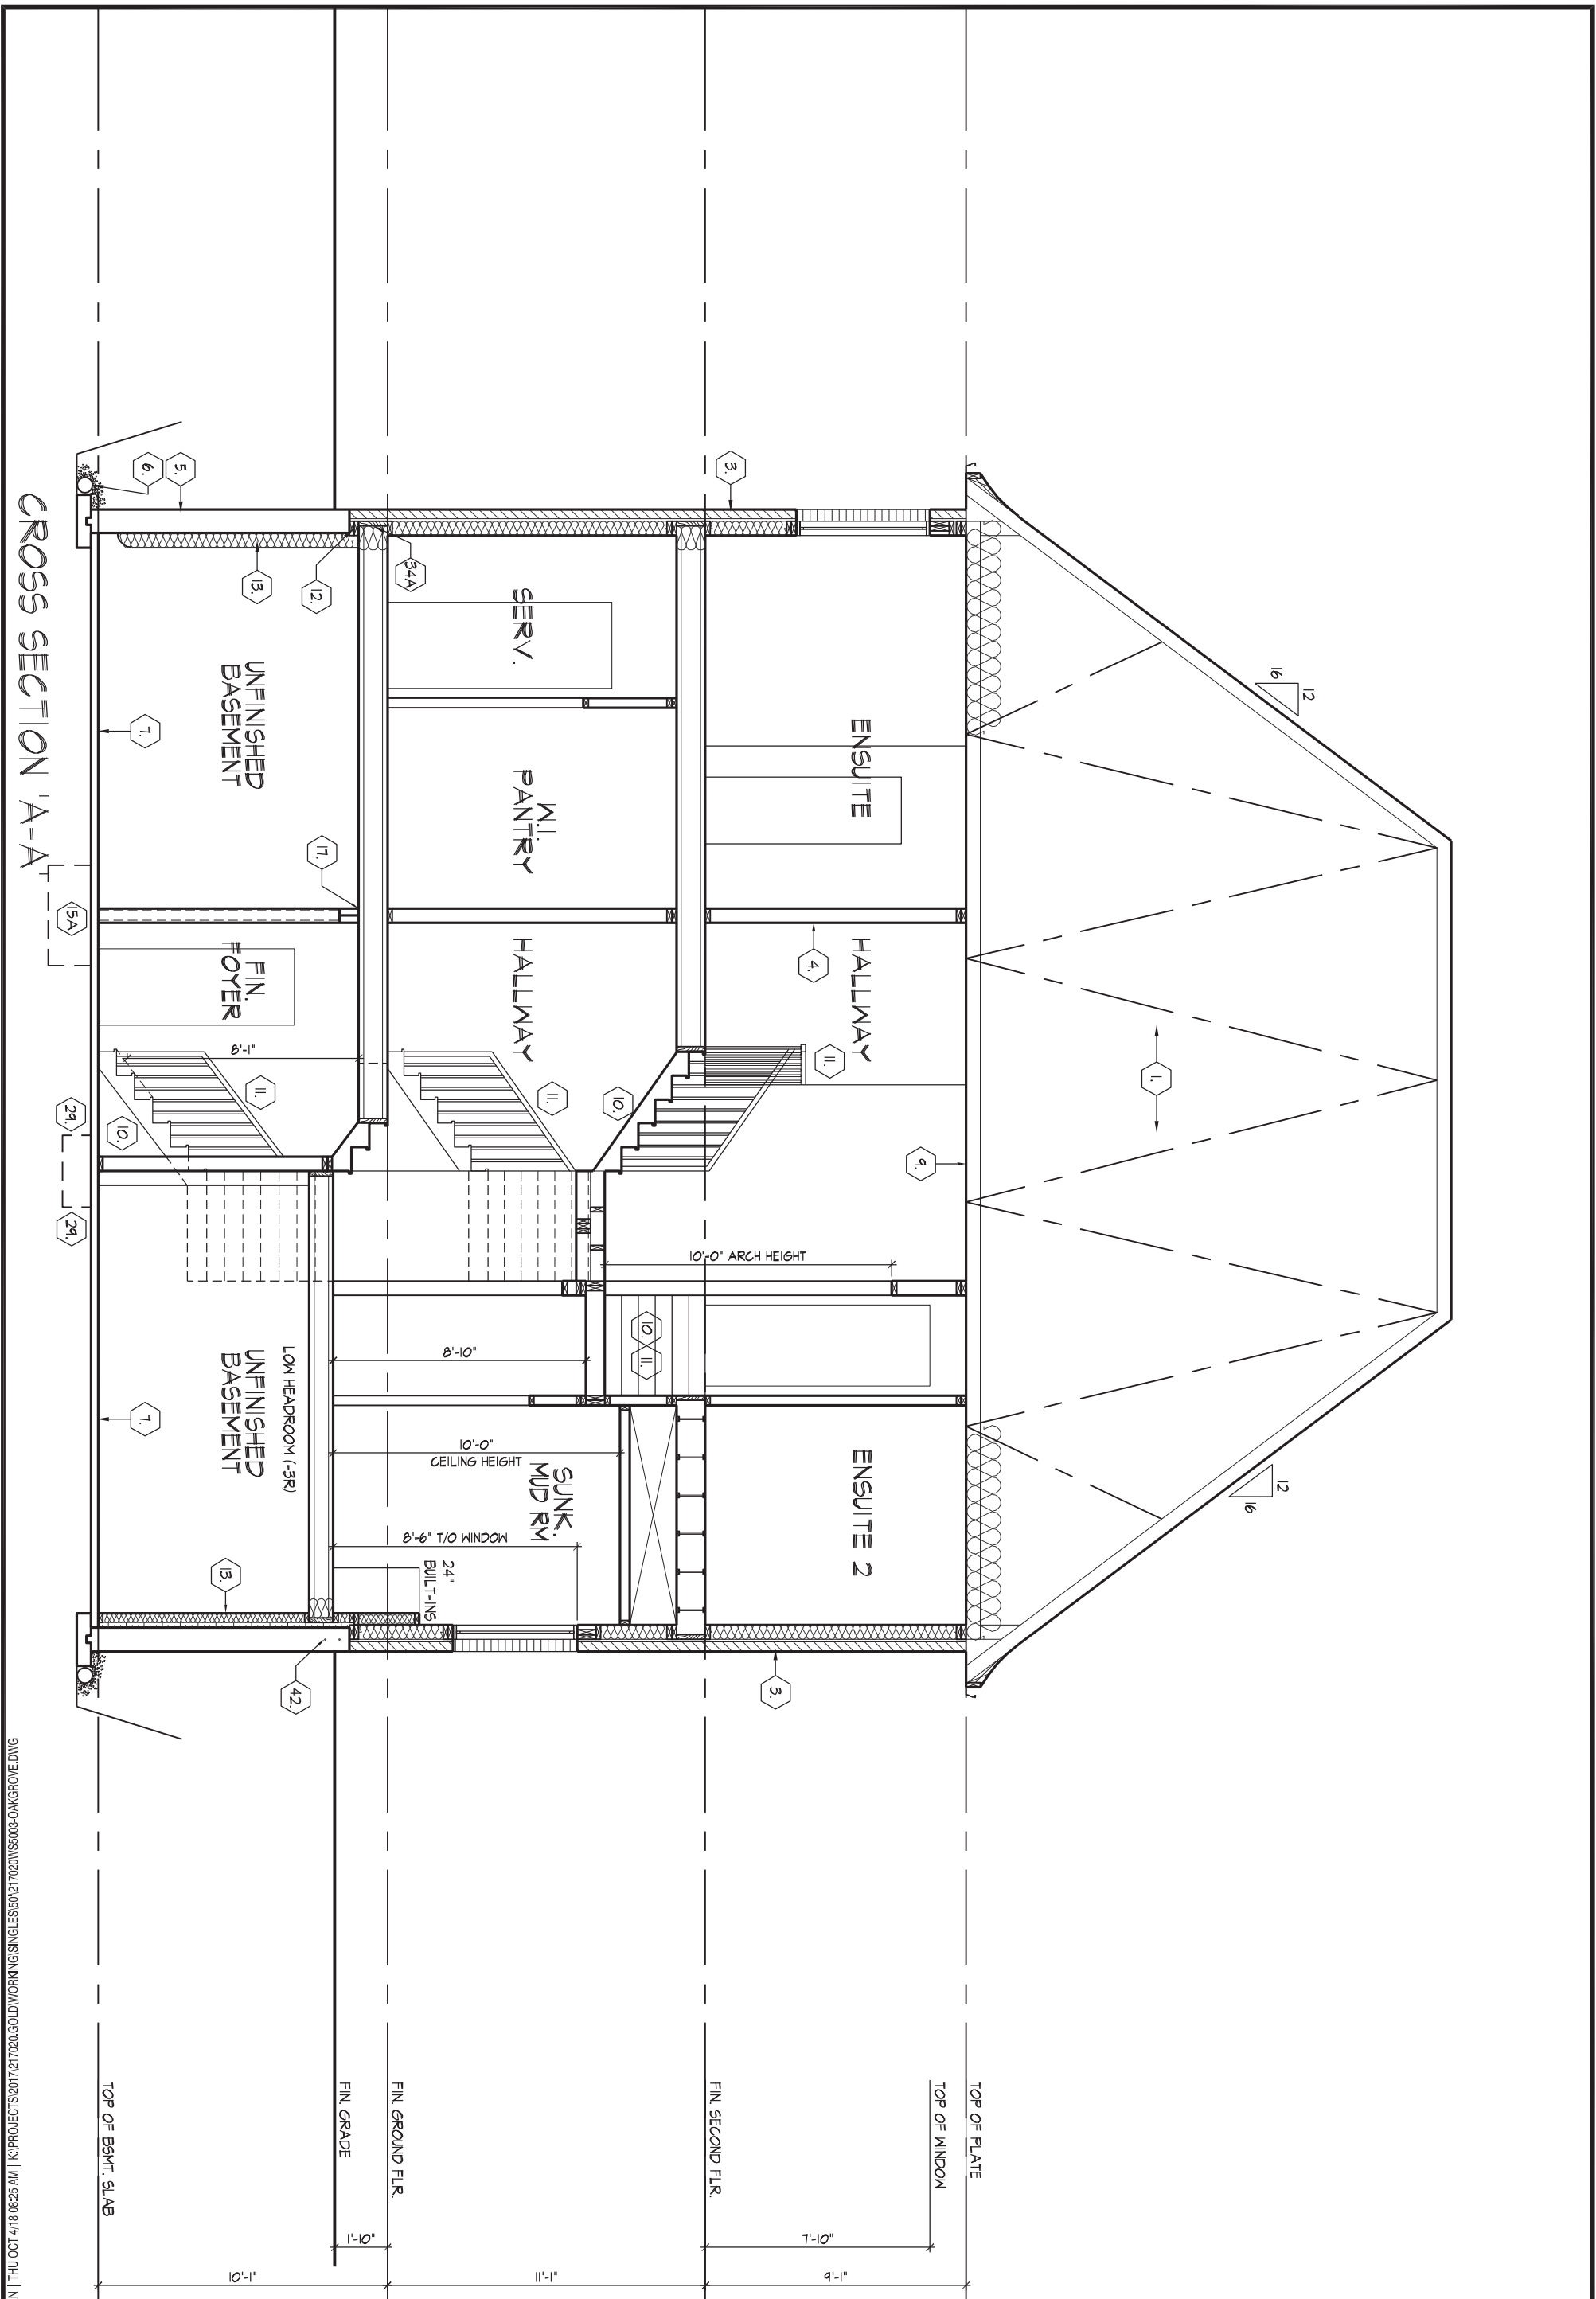 16
12
12
16
1.
TOP OF PLATE
TOP OF WINDOW
7'-10"
9'-1"
3.
ENSUITE
HALLWAY
4.
11.
9.
10'-0" ARCH HEIGHT
ENSUITE 2
3.
FIN. SECOND FLR.
11'-1"
SERV.
W.I.
PANTRY
HALLWAY
10.
11.
10.
11.
8'-10"
10'-0"
CEILING HEIGHT
SUNK.
MUD RM
8'-6" T/O WINDOW
24"
BUILT-INS
34A
FIN. GROUND FLR.
1'-10"
FIN. GRADE
12.
13.
17.
UNFINISHED
BASEMENT
FIN.
FOYER
8'-1"
11.
10.
LOW HEADROOM (-3R)
UNFINISHED
BASEMENT
13.
42.
5.
6.
7.
7.
10'-1"
TOP OF BSMT. SLAB
15A
29.
29.
CROSS SECTION 'A-A'
N | THU OCT 4/18 08:25 AM | K:\PROJECTS\2017\217020.GOLD\WORKING\SINGLES\50\217020WS5003-OAKGROVE.DWG